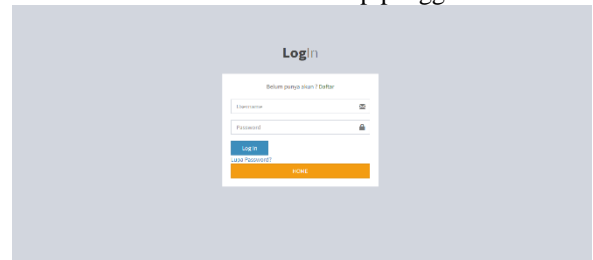 LogIn
Belum punya akun ? Daftar
Username
Password
Log In
Lupa Password?
HOME